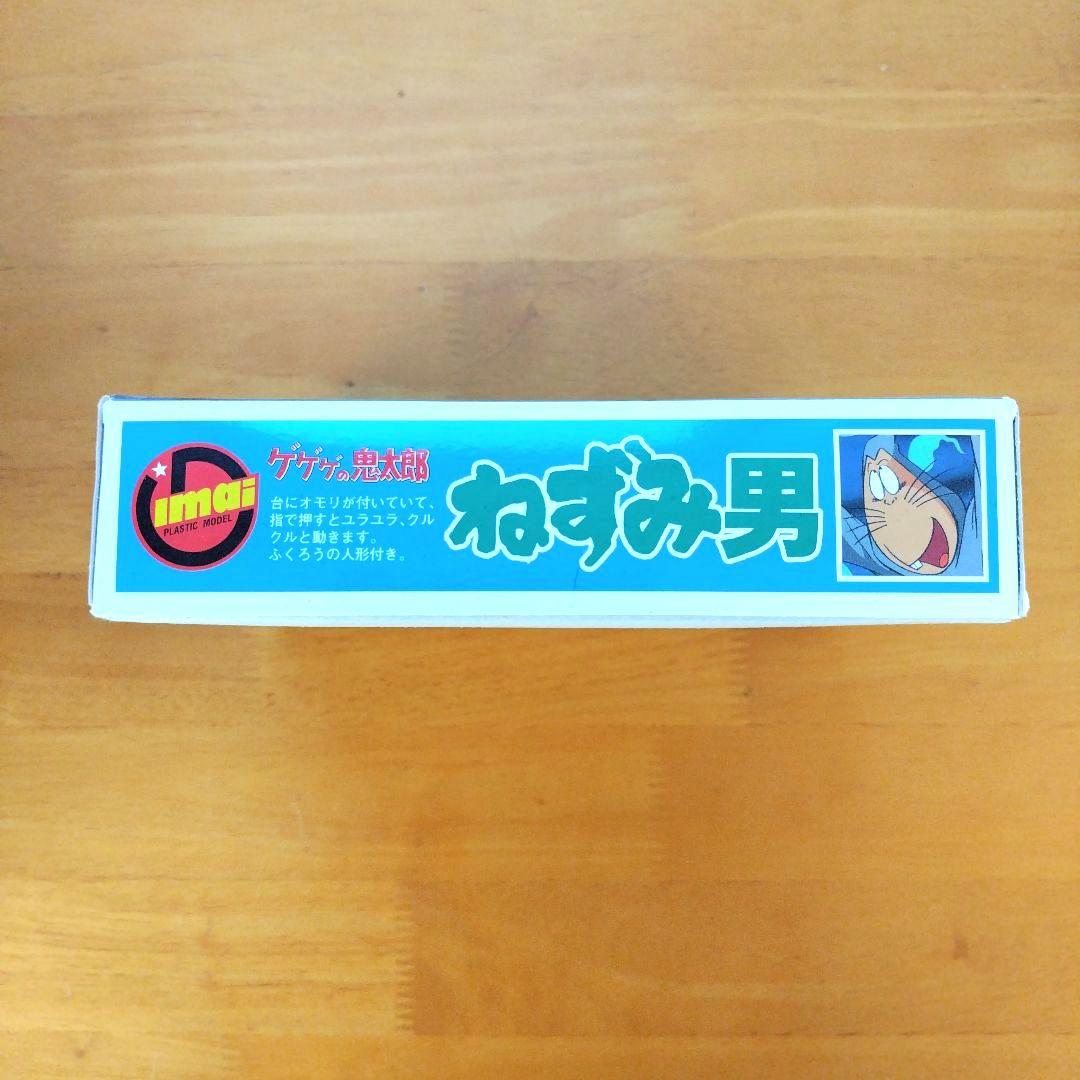 imai
PLASTIC MODEL
ゲゲゲの鬼太郎
台にオモリが付いていて、
指で押すとユラユラ、クル
クルと動きます。
ふくろうの人形付き。
ねずみ男